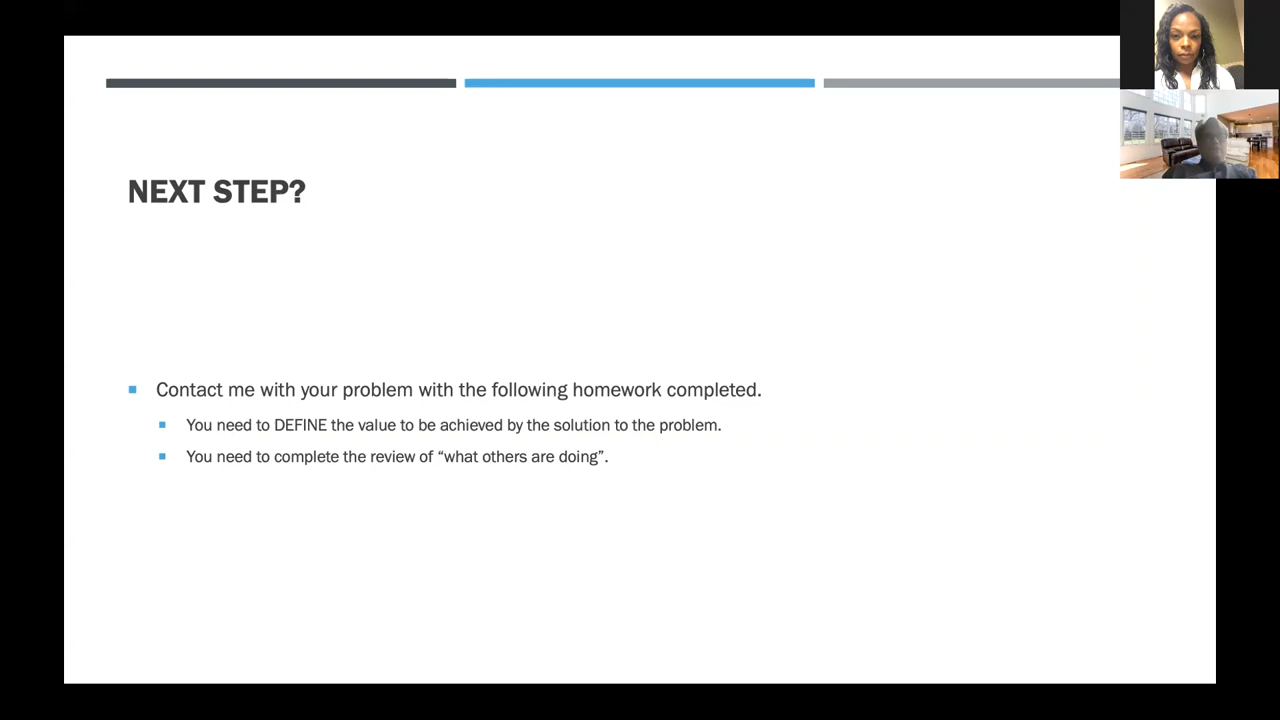 NEXT STEP?
Contact me with your problem with the following homework completed.
You need to DEFINE the value to be achieved by the solution to the problem.
You need to complete the review of “what others are doing”.